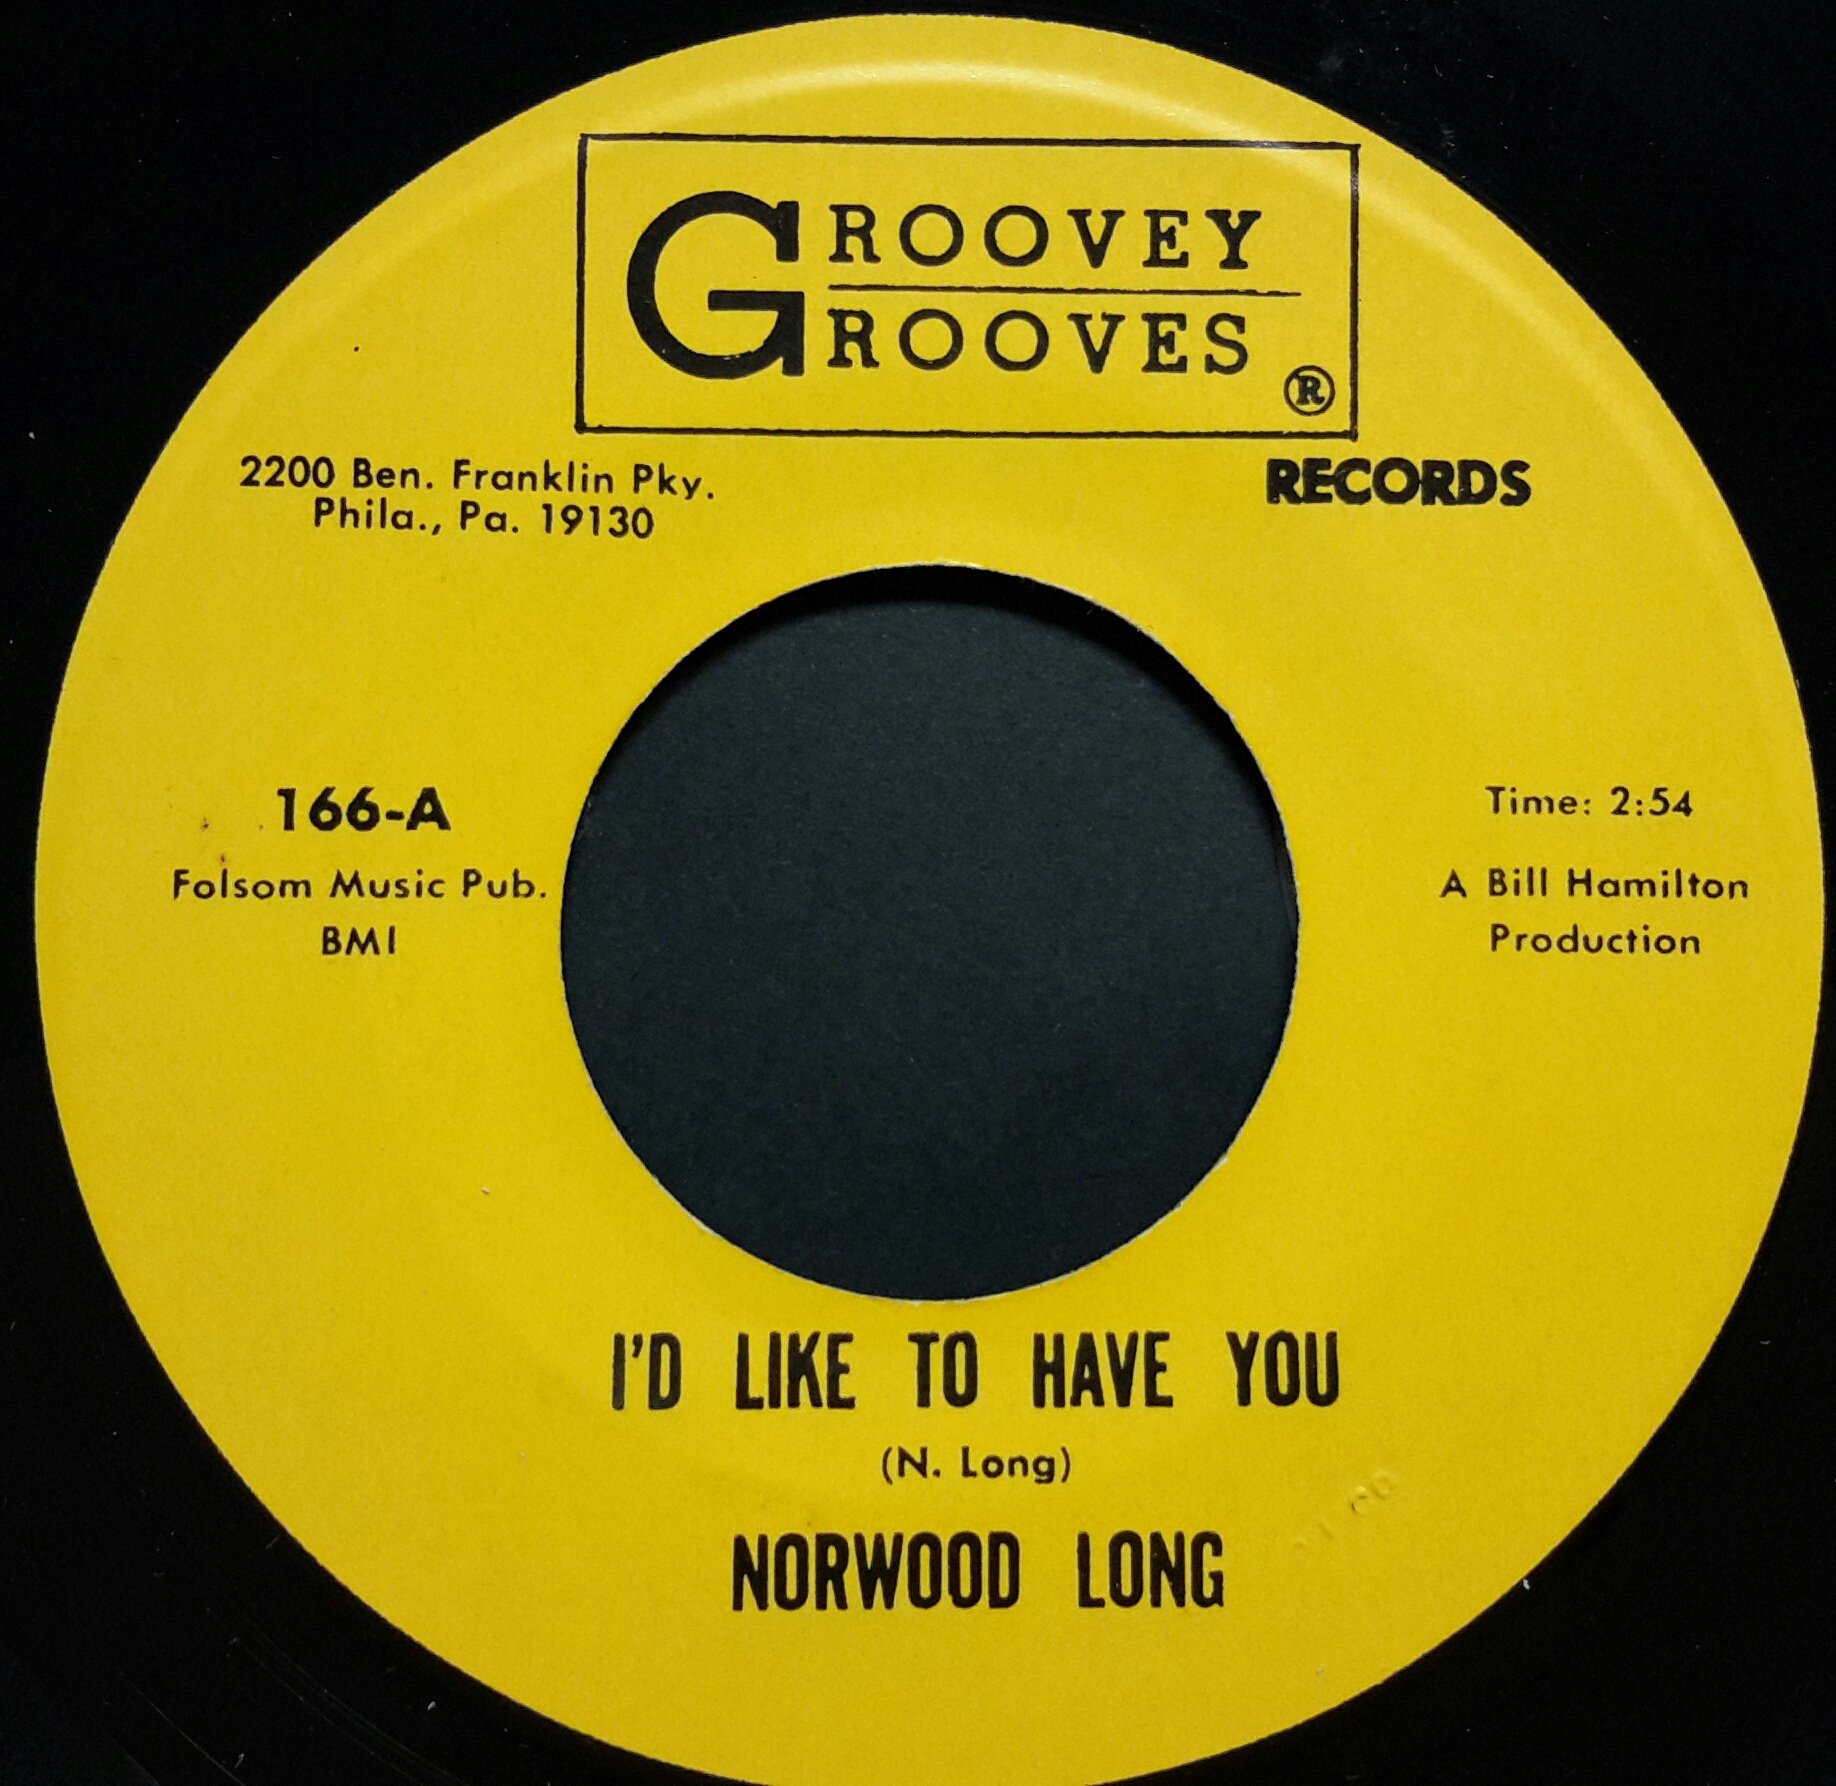 GROOVEY
GROOVES
®
RECORDS
2200 Ben. Franklin Pky.
Phila., Pa. 19130
166-A
Folsom Music Pub.
BMI
Time: 2:54
A Bill Hamilton
Production
I'D LIKE TO HAVE YOU
(N. Long)
NORWOOD LONG